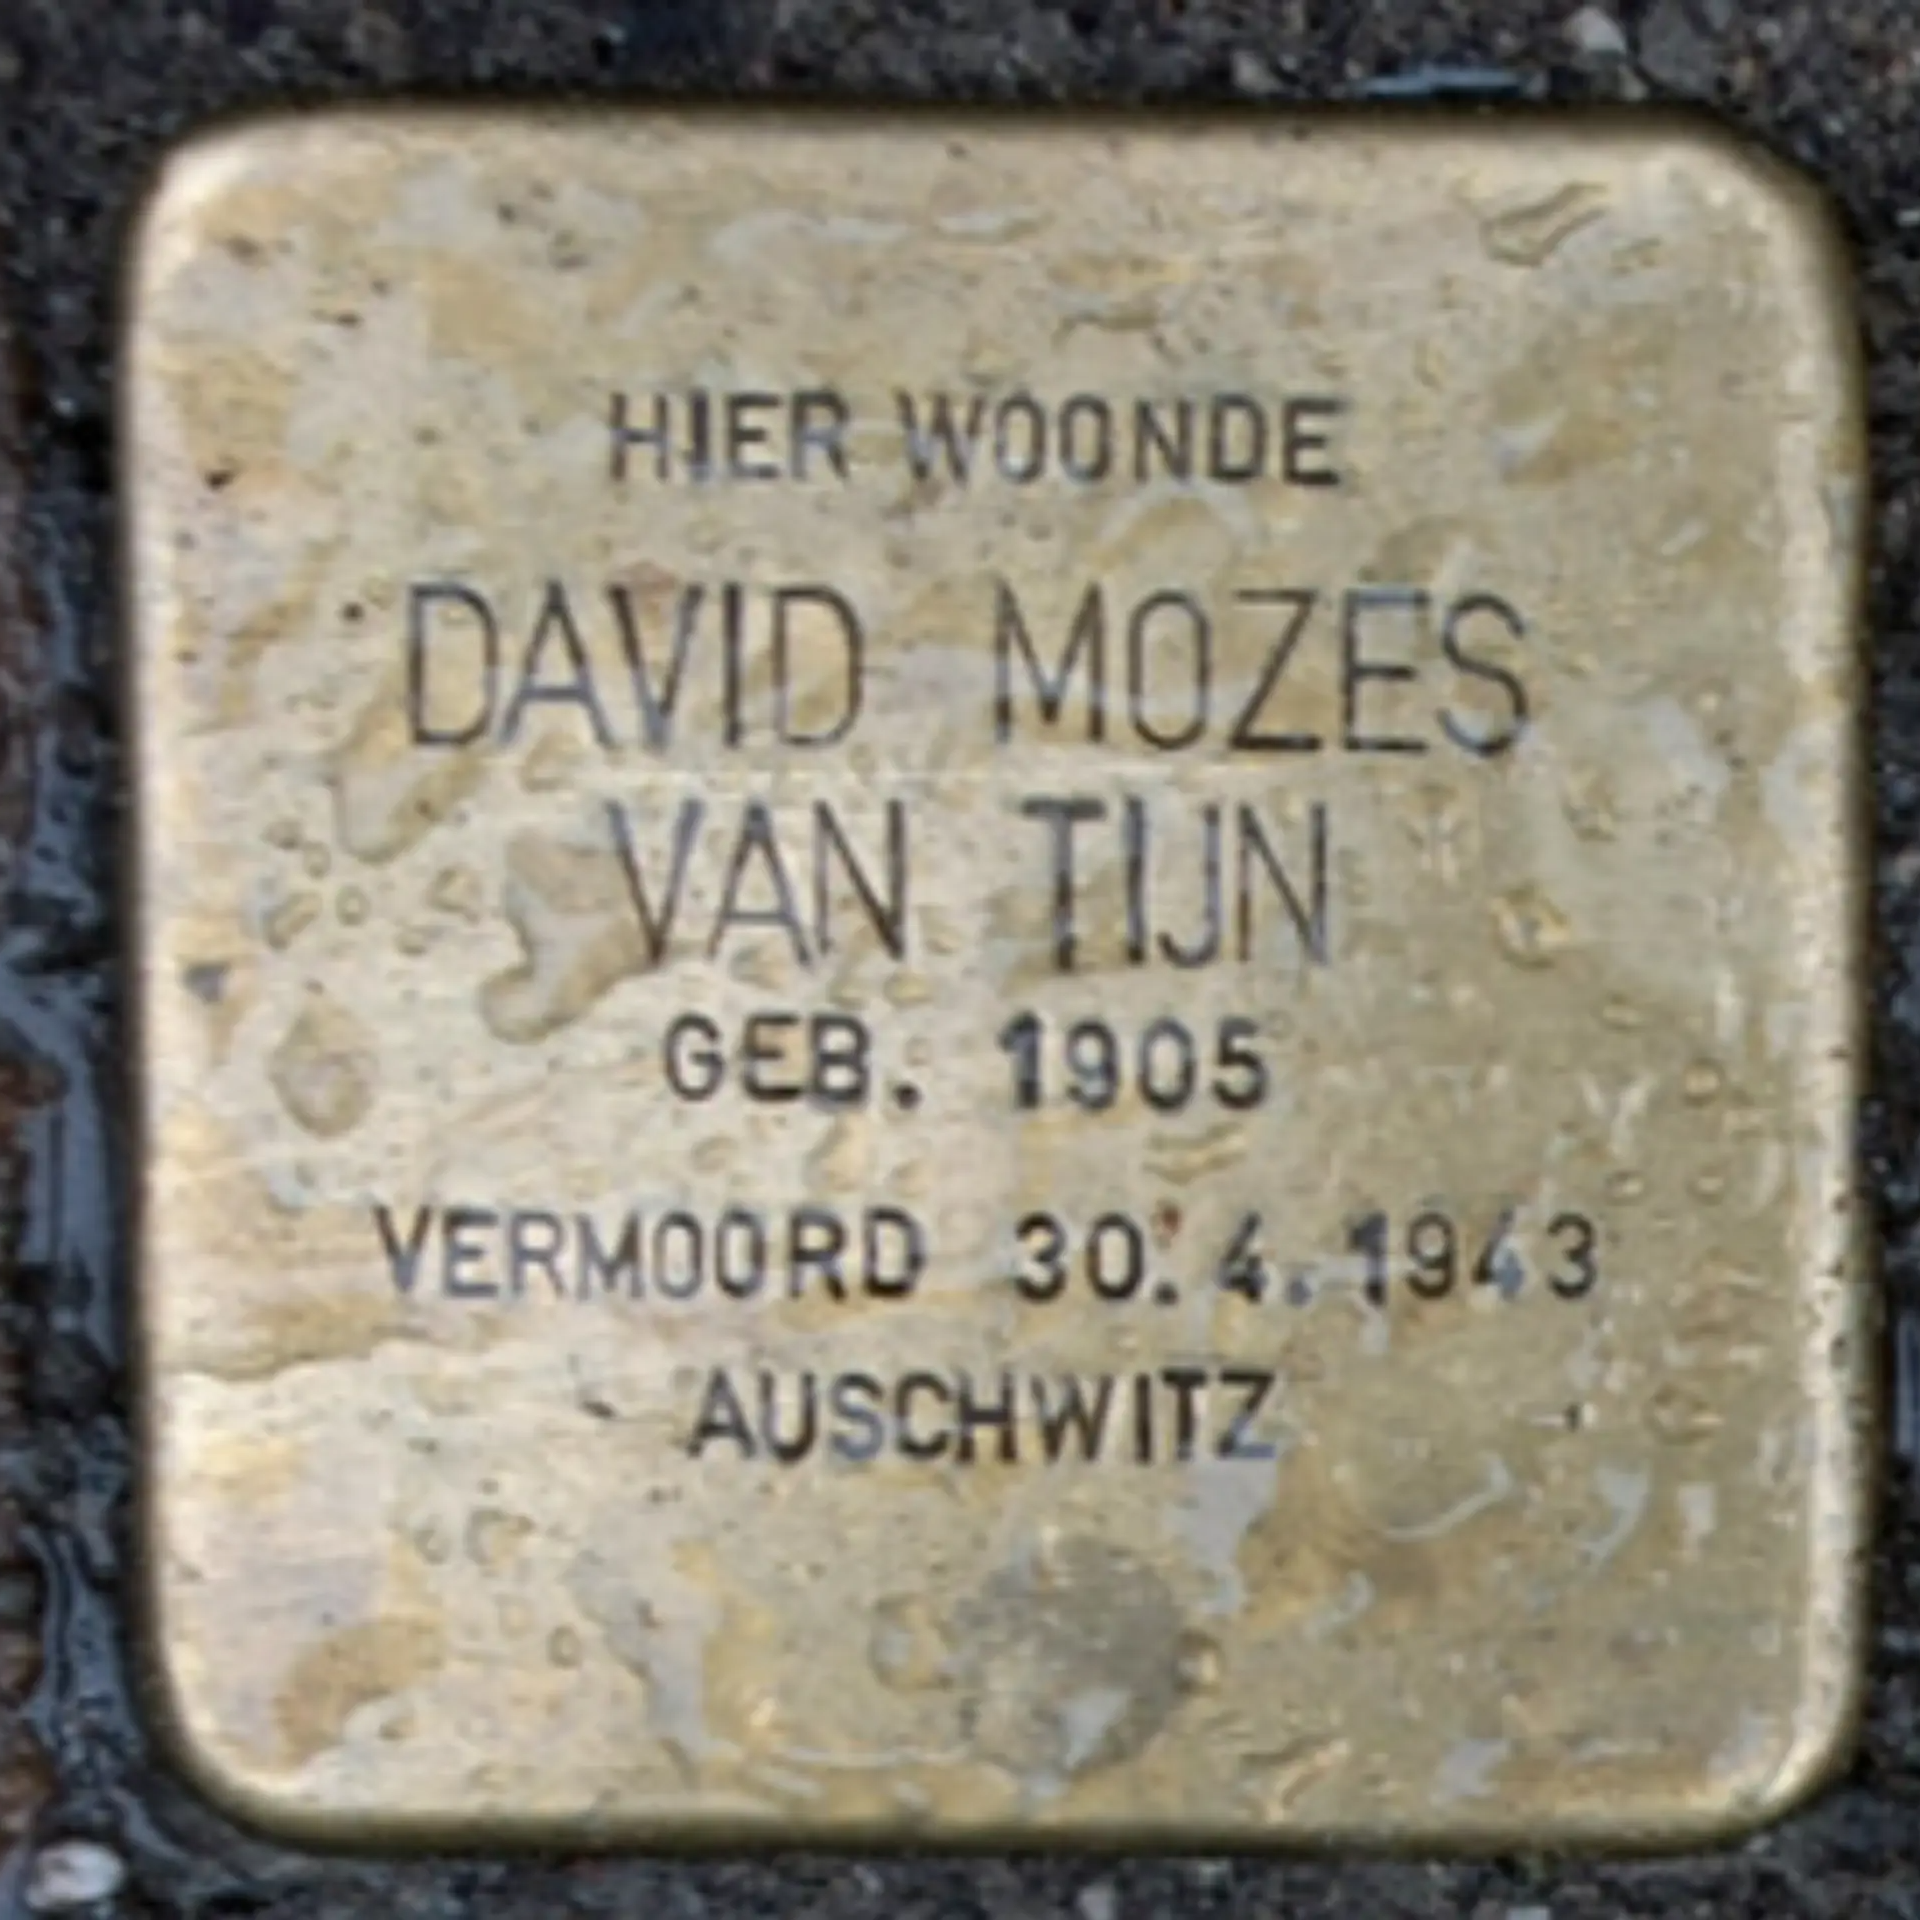 HIER WOONDE
DAVID MOZES
VAN TIJN
GEB. 1905
VERMOORD 30.4.1943
AUSCHWITZ